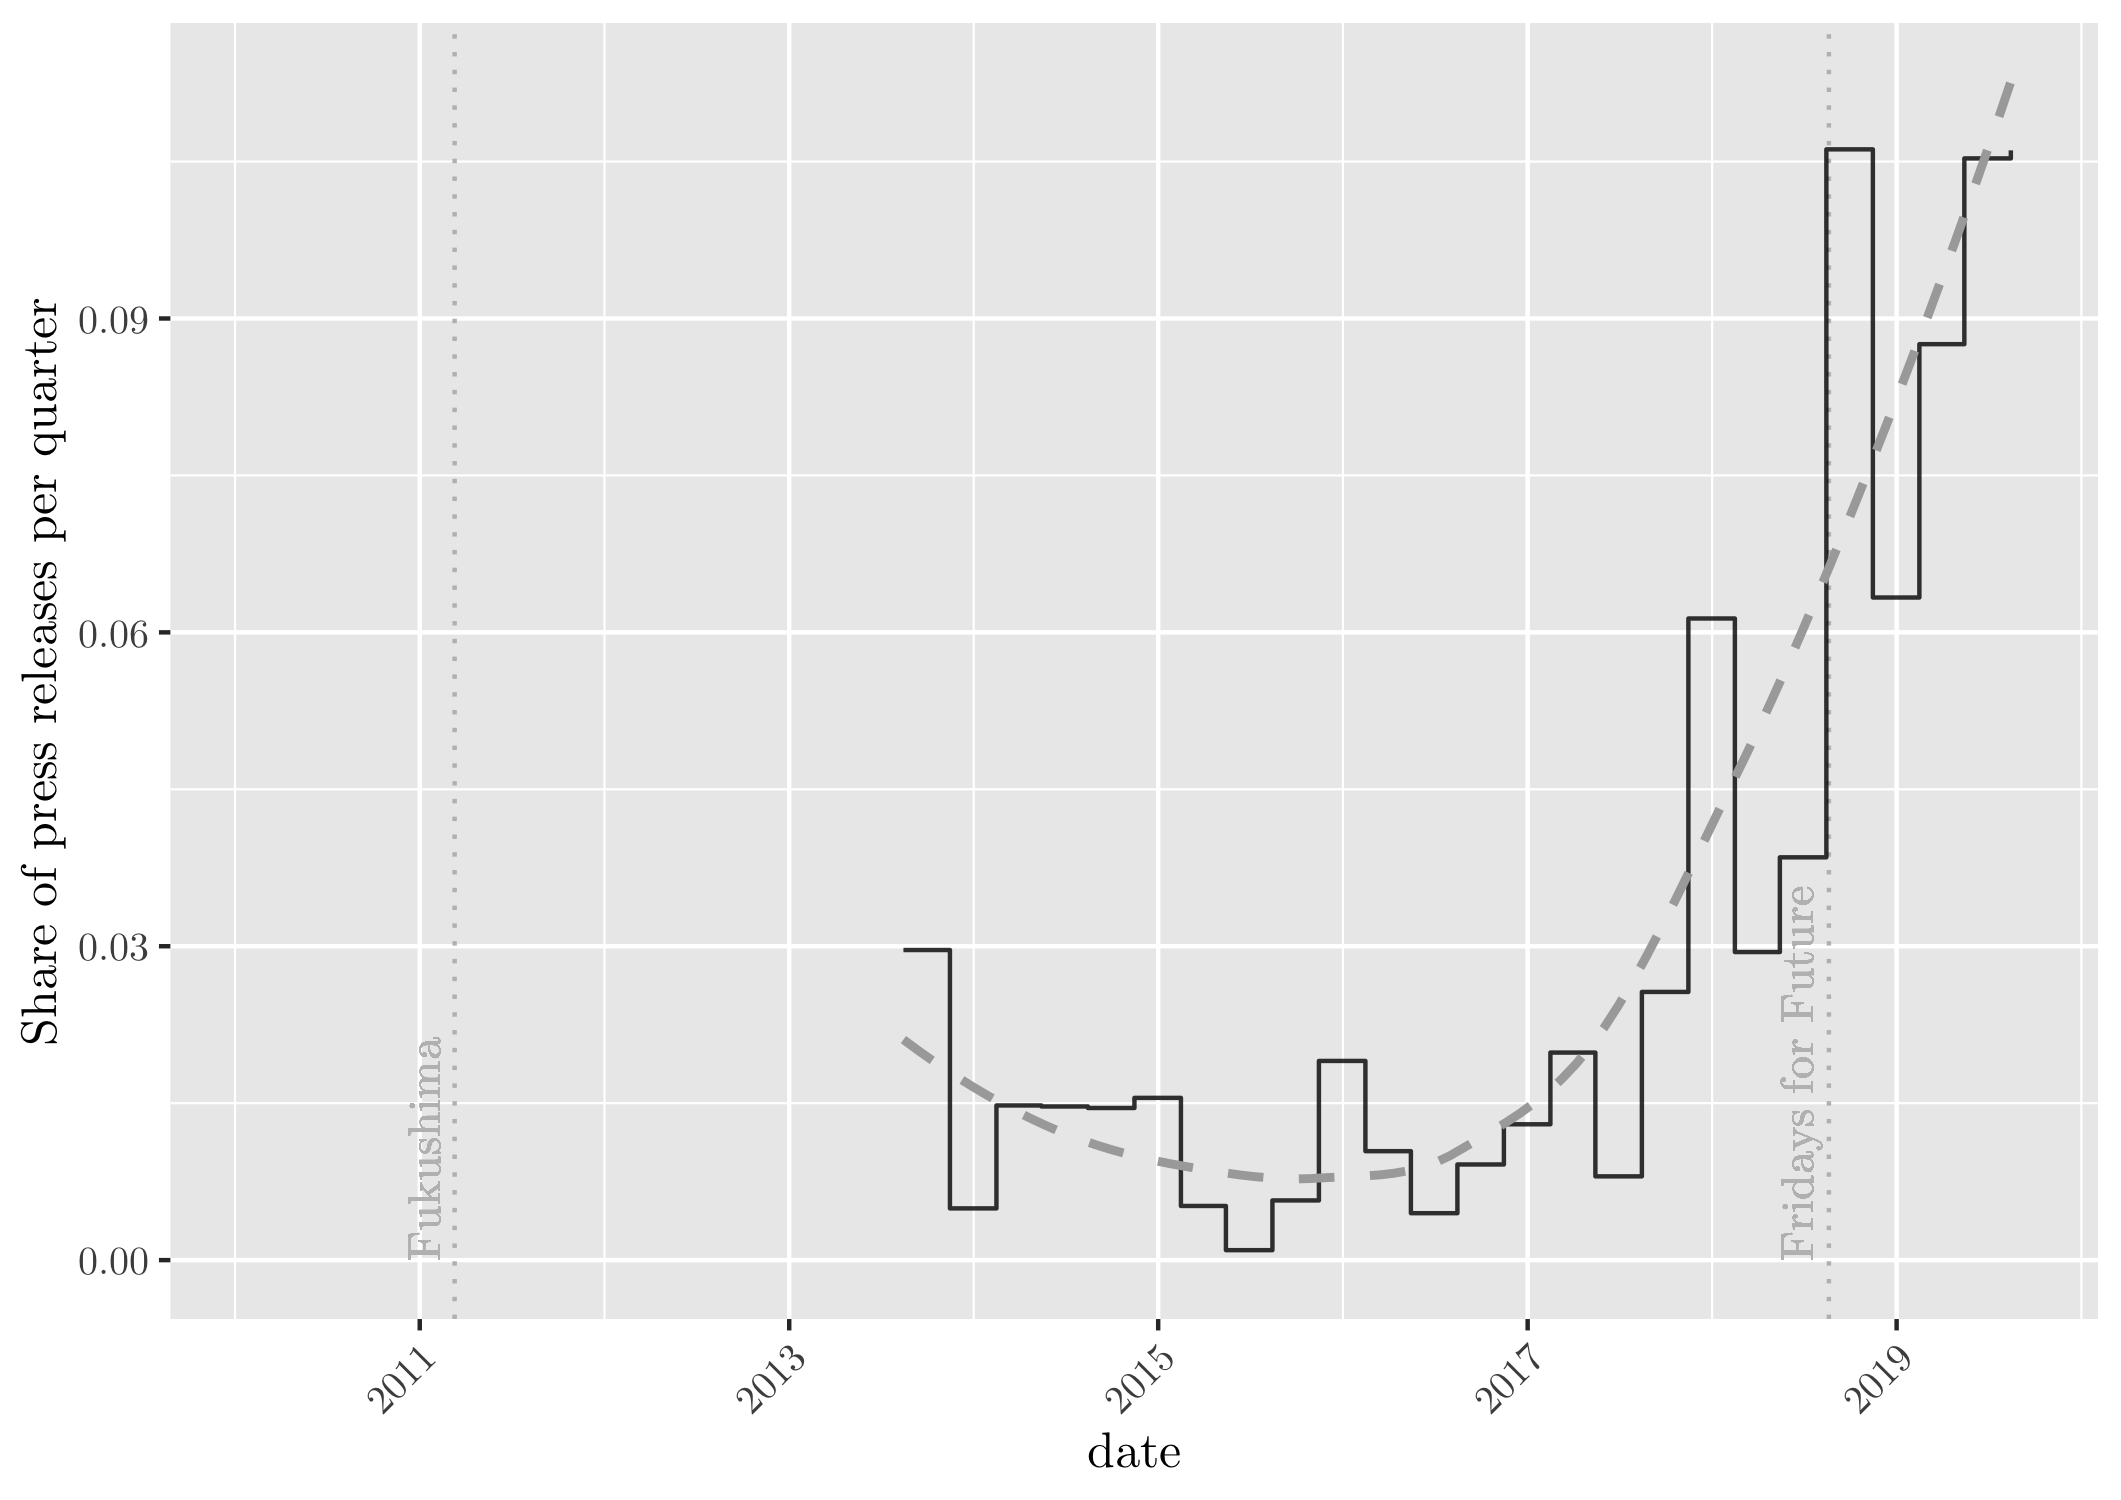 Share of press releases per quarter
0.09
0.06
0.03
0.00
Fukushima
Fridays for Future
2011
2013
2015
2017
2019
date